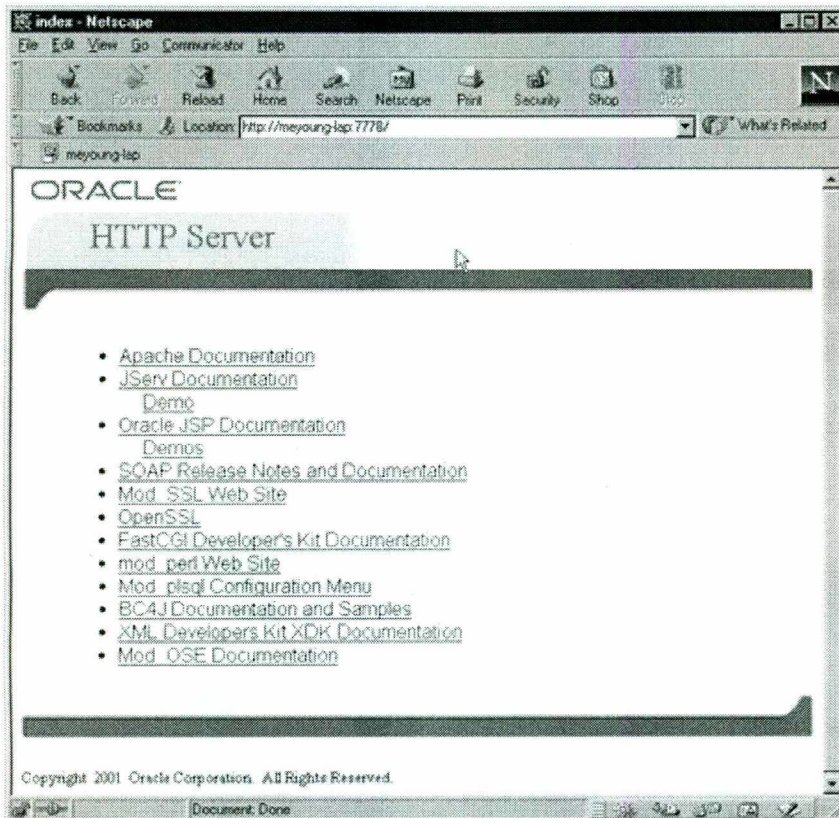 index - Netscape
File Edit View Go Communicator Help
Back Forward Reload Home Search Netscape Print Security Shop Stop
N
Bookmarks Location: http://meyoung-lap:7778/ What's Related
meyoung-lap
ORACLE
HTTP Server
• Apache Documentation
• JServ Documentation
Demo
• Oracle JSP Documentation
Demos
• SOAP Release Notes and Documentation
• Mod_SSL Web Site
• OpenSSL
• FastCGI Developer's Kit Documentation
• mod_perl Web Site
• Mod_plsql Configuration Menu
• BC4J Documentation and Samples
• XML Developers Kit XDK Documentation
• Mod_OSE Documentation
Copyright 2001 Oracle Corporation. All Rights Reserved.
Document: Done